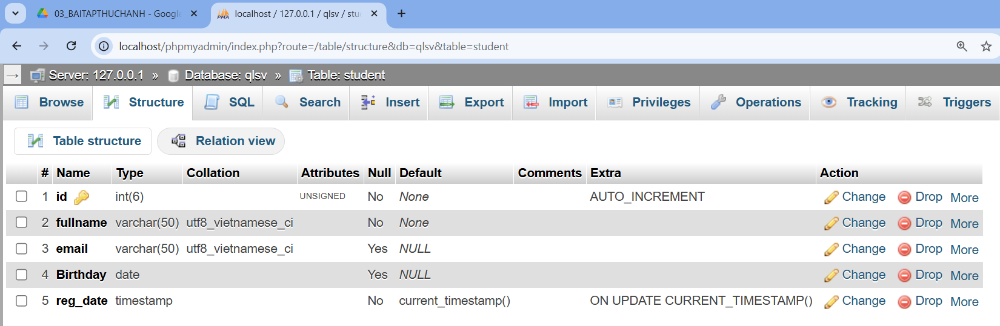 03_BAITAPTHUCHANH - Google
localhost / 127.0.0.1 / qlsv / stu
localhost/phpmyadmin/index.php?route=/table/structure&db=qlsv&table=student
Server: 127.0.0.1 » Database: qlsv » Table: student
Browse Structure SQL Search Insert Export Import Privileges Operations Tracking Triggers
Table structure Relation view
# Name Type Collation Attributes Null Default Comments Extra Action
1 id int(6) UNSIGNED No None AUTO_INCREMENT Change Drop More
2 fullname varchar(50) utf8_vietnamese_ci No None Change Drop More
3 email varchar(50) utf8_vietnamese_ci Yes NULL Change Drop More
4 Birthday date Yes NULL Change Drop More
5 reg_date timestamp No current_timestamp() ON UPDATE CURRENT_TIMESTAMP() Change Drop More